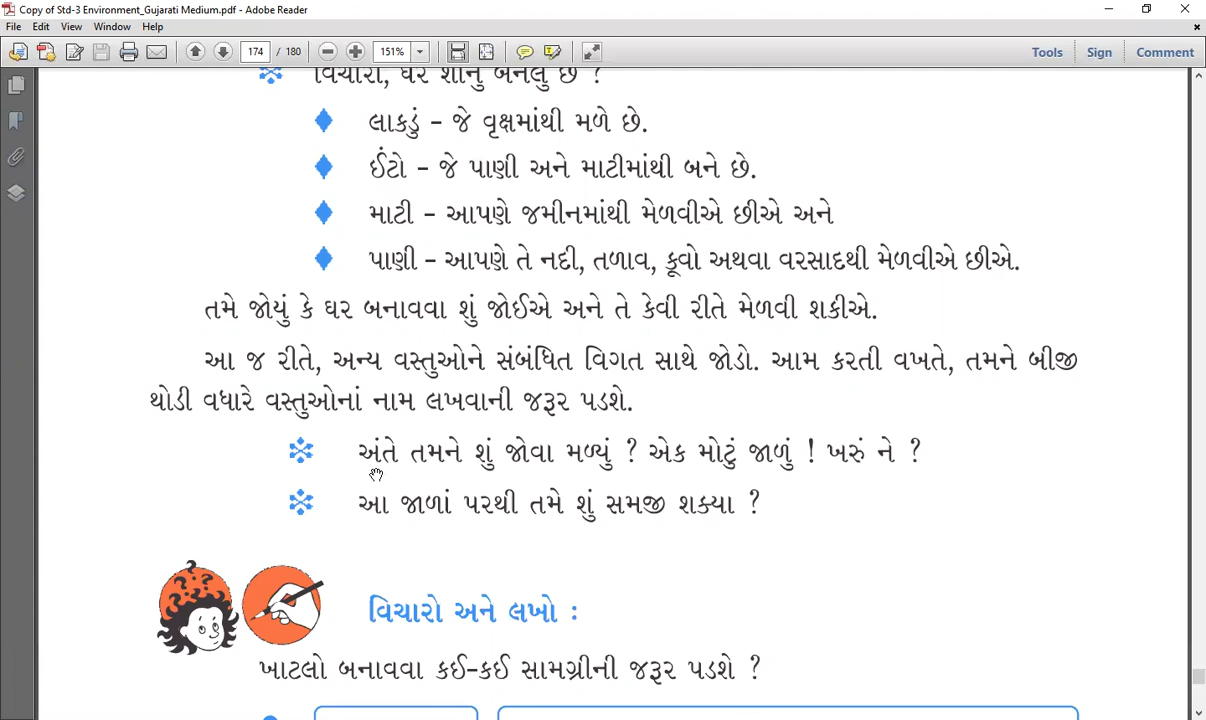 Copy of Std-3 Environment_Gujarati Medium.pdf - Adobe Reader
File Edit View Window Help
174 / 180 151% Tools Sign Comment
વિચારો, ઘર શાનું બનેલું છે ?
લાકડું - જે વૃક્ષમાંથી મળે છે.
ઈંટો - જે પાણી અને માટીમાંથી બને છે.
માટી - આપણે જમીનમાંથી મેળવીએ છીએ અને
પાણી - આપણે તે નદી, તળાવ, કૂવો અથવા વરસાદથી મેળવીએ છીએ.
તમે જોયું કે ઘર બનાવવા શું જોઈએ અને તે કેવી રીતે મેળવી શકીએ.
આ જ રીતે, અન્ય વસ્તુઓને સંબંધિત વિગત સાથે જોડો. આમ કરતી વખતે, તમને બીજી
થોડી વધારે વસ્તુઓનાં નામ લખવાની જરૂર પડશે.
અંતે તમને શું જોવા મળ્યું ? એક મોટું જાળું ! ખરું ને ?
આ જાળાં પરથી તમે શું સમજી શક્યા ?
વિચારો અને લખો :
ખાટલો બનાવવા કઈ-કઈ સામગ્રીની જરૂર પડશે ?